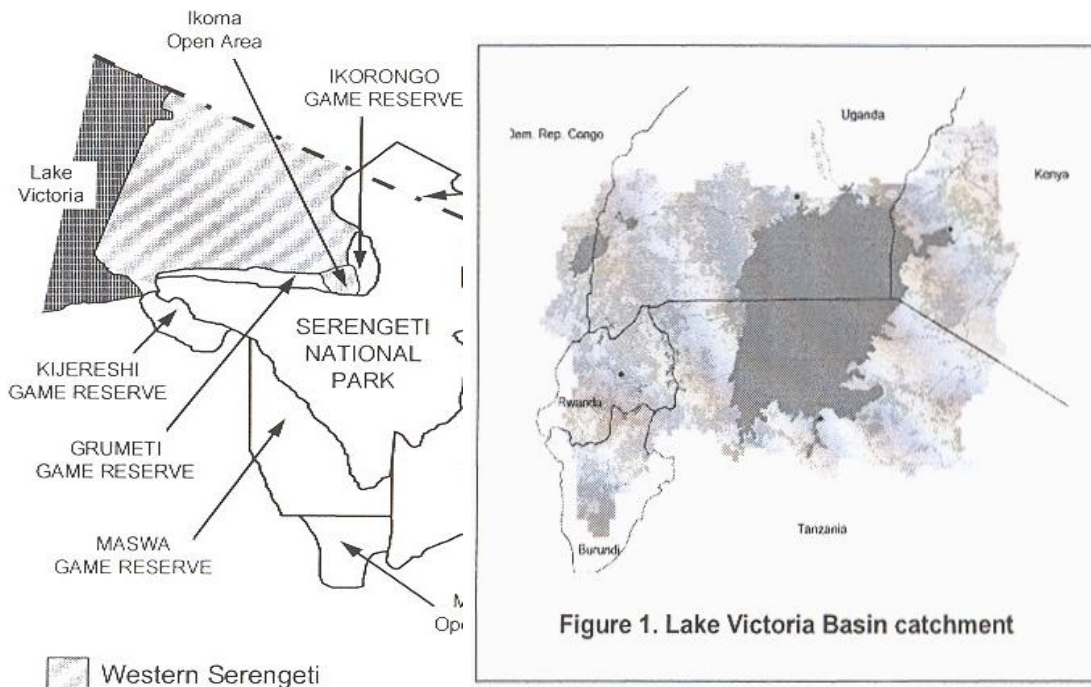 Ikoma
Open Area
IKORONGO
GAME RESERVE
Lake
Victoria
SERENGETI
NATIONAL
PARK
KIJERESHI
GAME RESERVE
GRUMETI
GAME RESERVE
MASWA
GAME RESERVE
M
Ope
Western Serengeti
Uganda
Dem. Rep. Congo
Kenya
Rwanda
Tanzania
Burundi
Figure 1. Lake Victoria Basin catchment